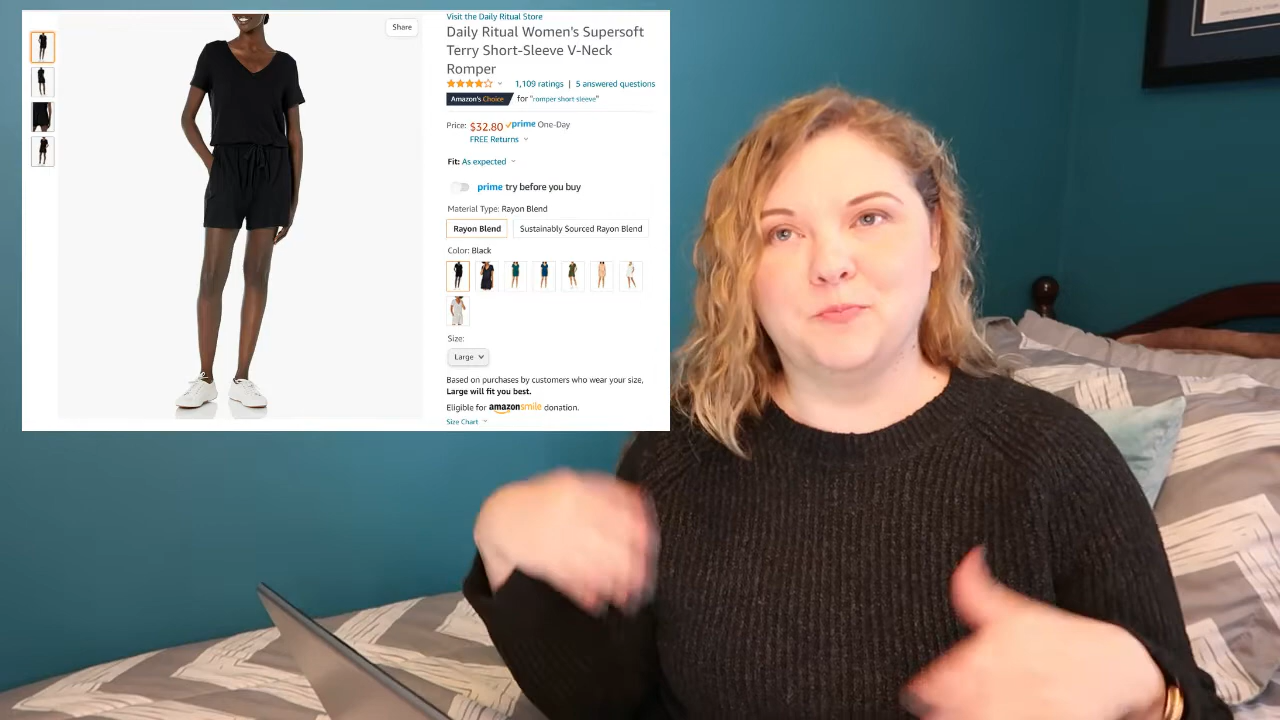 Share
Visit the Daily Ritual Store
Daily Ritual Women's Supersoft
Terry Short-Sleeve V-Neck
Romper
1,109 ratings | 5 answered questions
Amazon's Choice for "romper short sleeve"
Price: $32.80 prime One-Day
FREE Returns
Fit: As expected
prime try before you buy
Material Type: Rayon Blend
Rayon Blend Sustainably Sourced Rayon Blend
Color: Black
Size:
Large
Based on purchases by customers who wear your size,
Large will fit you best.
Eligible for amazonsmile donation.
Size Chart